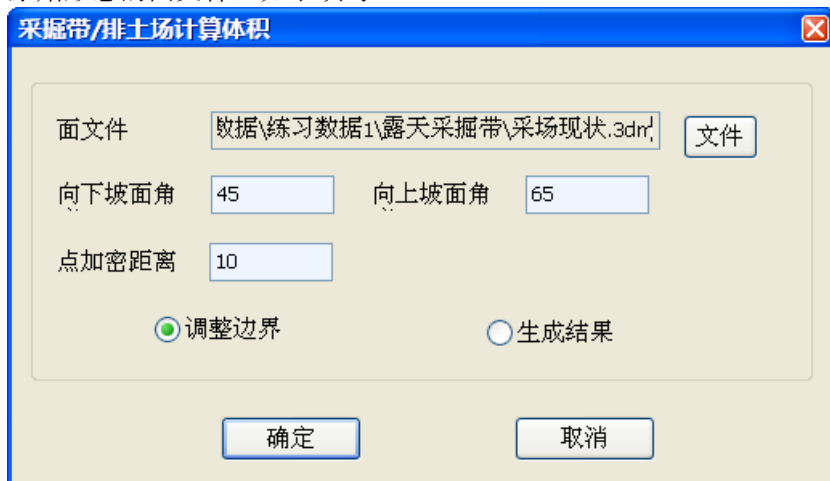 采掘带/排土场计算体积
面文件 数据\练习数据1\露天采掘带\采场现状.3dm 文件
向下坡面角 45 向上坡面角 65
点加密距离 10
调整边界 生成结果
确定 取消